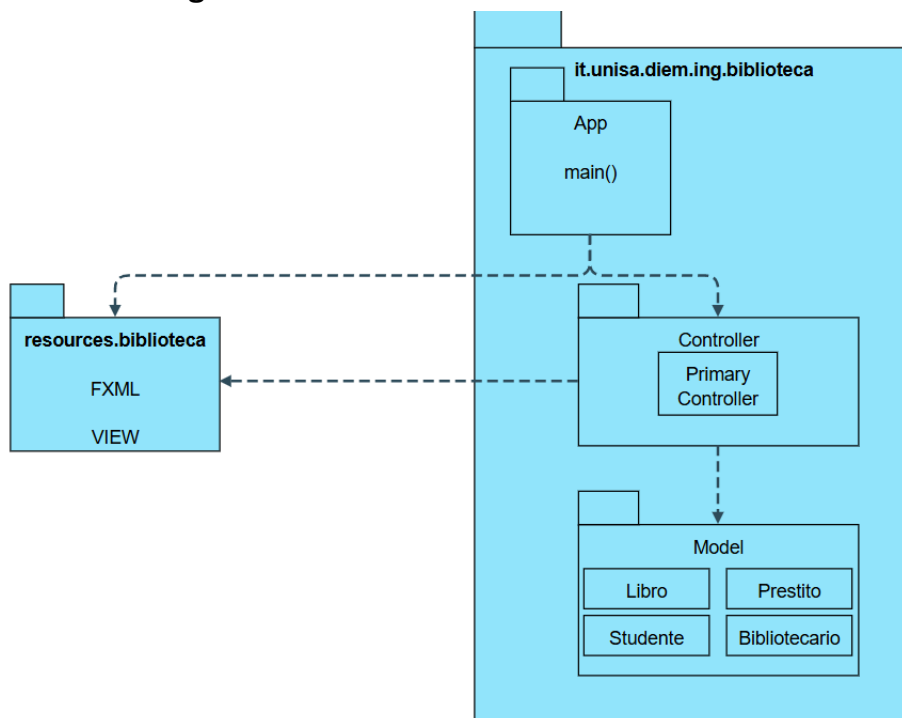 it.unisa.diem.ing.biblioteca
App
main()
resources.biblioteca
FXML
VIEW
Controller
Primary
Controller
Model
Libro
Prestito
Studente
Bibliotecario